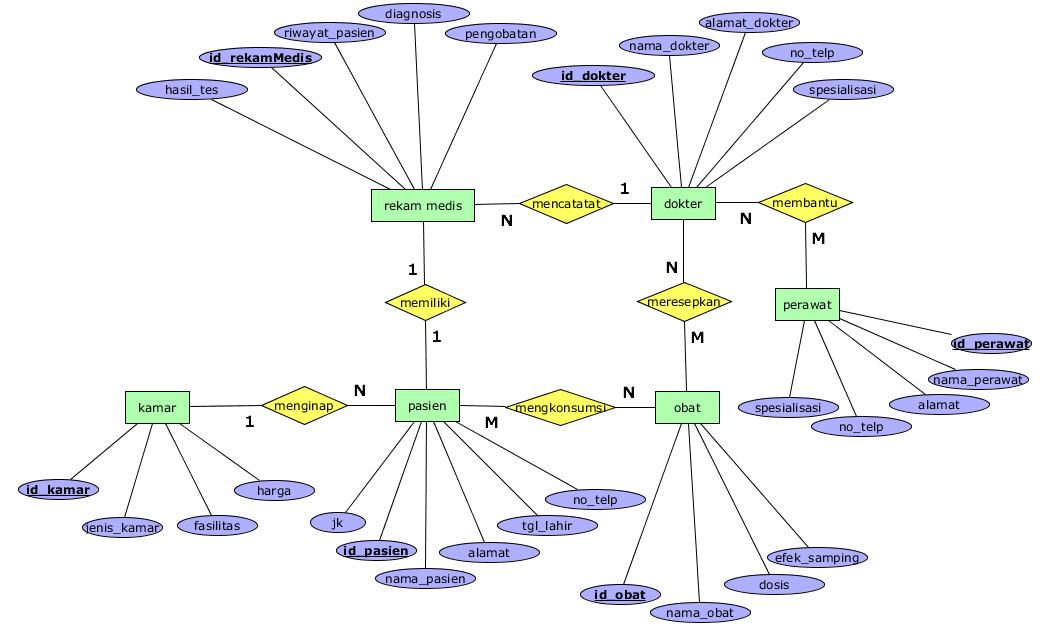 diagnosis
alamat_dokter
riwayat_pasien
pengobatan
nama_dokter
no_telp
id_rekamMedis
id_dokter
hasil_tes
spesialisasi
1
rekam medis
mencatatat
dokter
membantu
N
N
M
1
N
memiliki
meresepkan
perawat
1
M
id_perawat
nama_perawat
N
N
kamar
menginap
pasien
mengkonsumsi
obat
spesialisasi
alamat
1
M
no_telp
id_kamar
harga
no_telp
jenis_kamar
fasilitas
jk
tgl_lahir
id_pasien
alamat
efek_samping
nama_pasien
dosis
id_obat
nama_obat